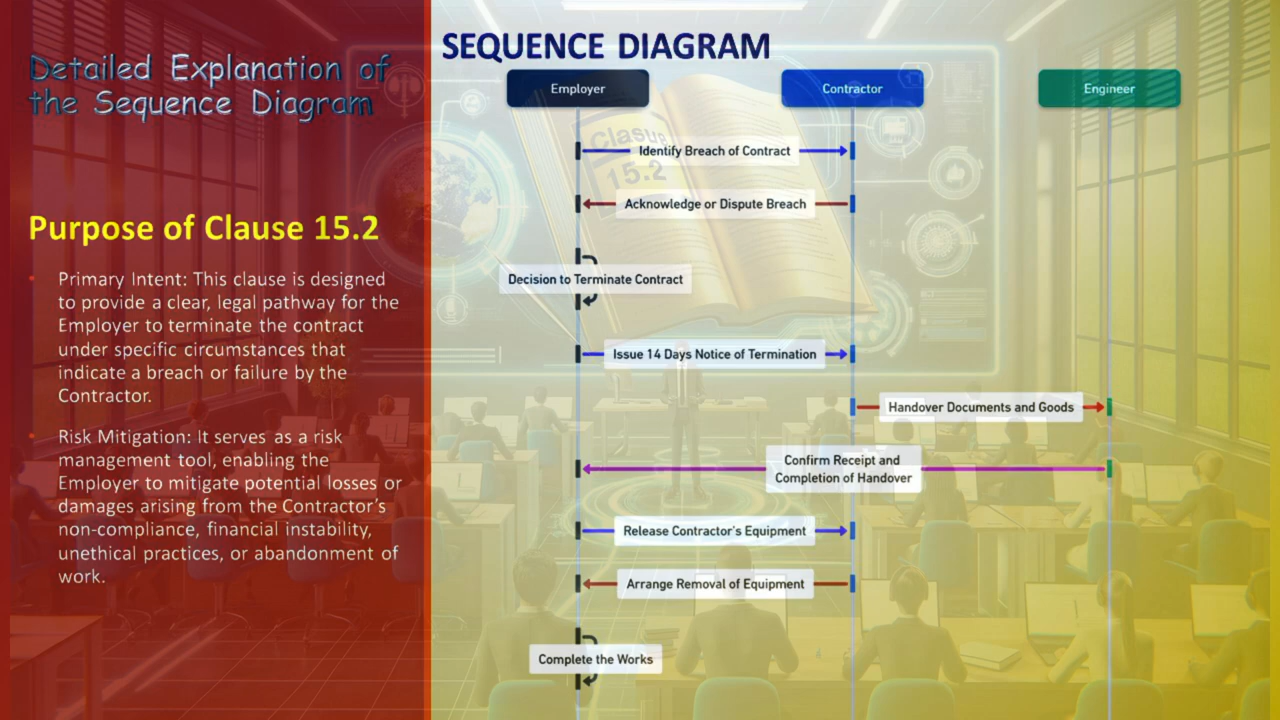 Detailed Explanation of
the Sequence Diagram
Purpose of Clause 15.2
Primary Intent: This clause is designed
to provide a clear, legal pathway for the
Employer to terminate the contract
under specific circumstances that
indicate a breach or failure by the
Contractor.
Risk Mitigation: It serves as a risk
management tool, enabling the
Employer to mitigate potential losses or
damages arising from the Contractor's
non-compliance, financial instability,
unethical practices, or abandonment of
work.
SEQUENCE DIAGRAM
Employer
Contractor
Engineer
Clasue
15.2
Identify Breach of Contract
Acknowledge or Dispute Breach
Decision to Terminate Contract
Issue 14 Days Notice of Termination
Handover Documents and Goods
Confirm Receipt and
Completion of Handover
Release Contractor's Equipment
Arrange Removal of Equipment
Complete the Works